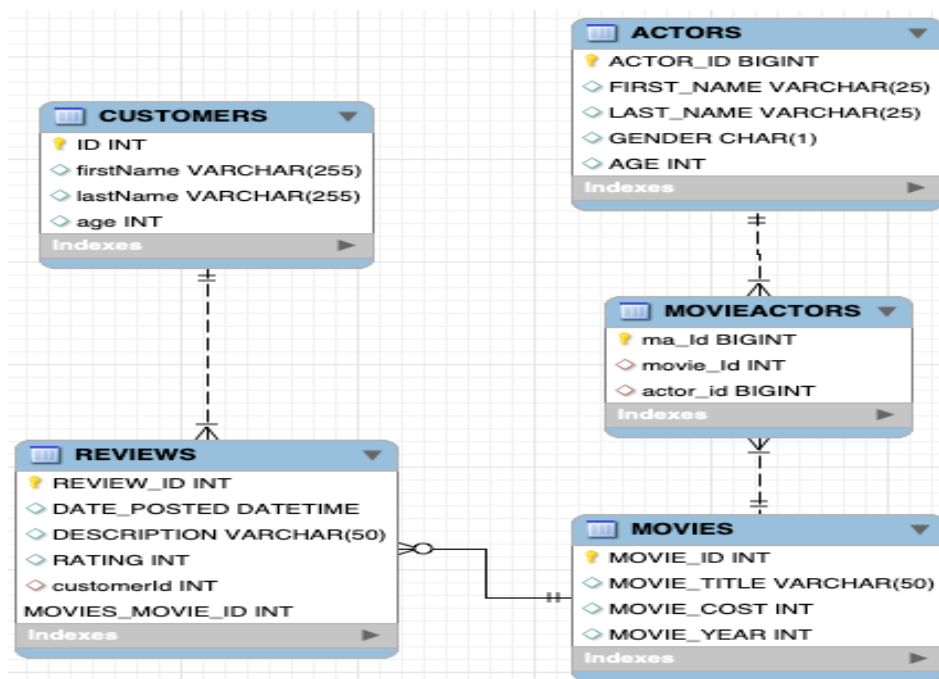 CUSTOMERS
ID INT
firstName VARCHAR(255)
lastName VARCHAR(255)
age INT
Indexes
REVIEWS
REVIEW_ID INT
DATE_POSTED DATETIME
DESCRIPTION VARCHAR(50)
RATING INT
customerId INT
MOVIES_MOVIE_ID INT
Indexes
ACTORS
ACTOR_ID BIGINT
FIRST_NAME VARCHAR(25)
LAST_NAME VARCHAR(25)
GENDER CHAR(1)
AGE INT
Indexes
MOVIEACTORS
ma_Id BIGINT
movie_Id INT
actor_id BIGINT
Indexes
MOVIES
MOVIE_ID INT
MOVIE_TITLE VARCHAR(50)
MOVIE_COST INT
MOVIE_YEAR INT
Indexes